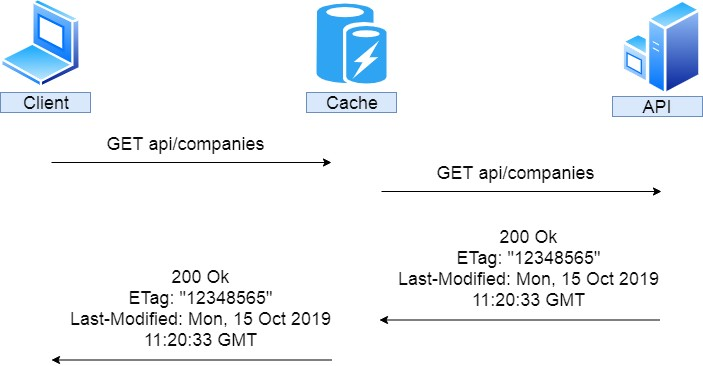 Client
Cache
API
GET api/companies
GET api/companies
200 Ok
ETag: "12348565"
Last-Modified: Mon, 15 Oct 2019
11:20:33 GMT
200 Ok
ETag: "12348565"
Last-Modified: Mon, 15 Oct 2019
11:20:33 GMT